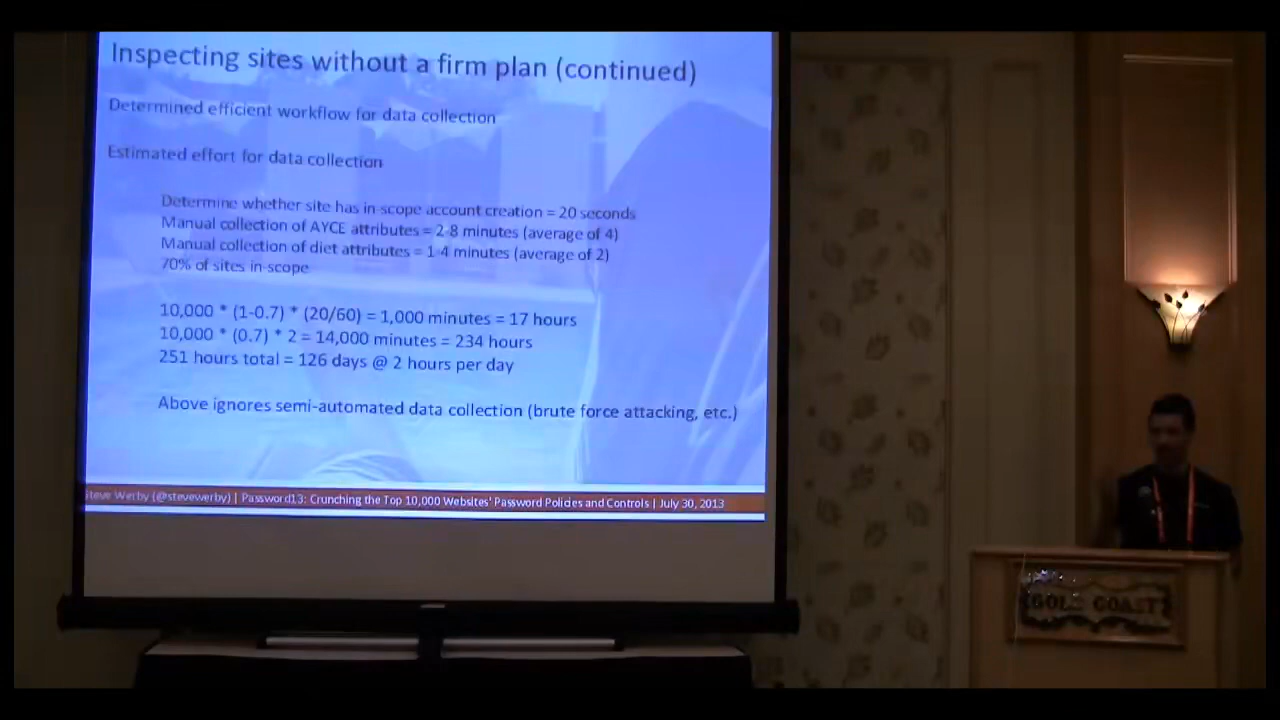 Inspecting sites without a firm plan (continued)
Determined efficient workflow for data collection
Estimated effort for data collection
Determine whether site has in-scope account creation = 20 seconds
Manual collection of AYCE attributes = 2-8 minutes (average of 4)
Manual collection of diet attributes = 1-4 minutes (average of 2)
70% of sites in-scope
10,000 * (1-0.7) * (20/60) = 1,000 minutes = 17 hours
10,000 * (0.7) * 2 = 14,000 minutes = 234 hours
251 hours total = 126 days @ 2 hours per day
Above ignores semi-automated data collection (brute force attacking, etc.)
Steve Werby (@stevewerby) | Password13: Crunching the Top 10,000 Websites' Password Policies and Controls | July 30, 2013
GOLD COAST